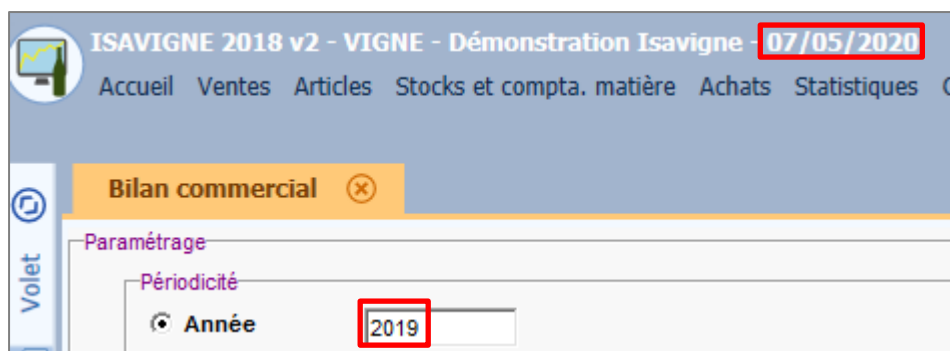 ISAVIGNE 2018 v2 - VIGNE - Démonstration Isavigne - 07/05/2020
Accueil Ventes Articles Stocks et compta. matière Achats Statistiques
Bilan commercial
Volet
Paramétrage
Périodicité
Année 2019